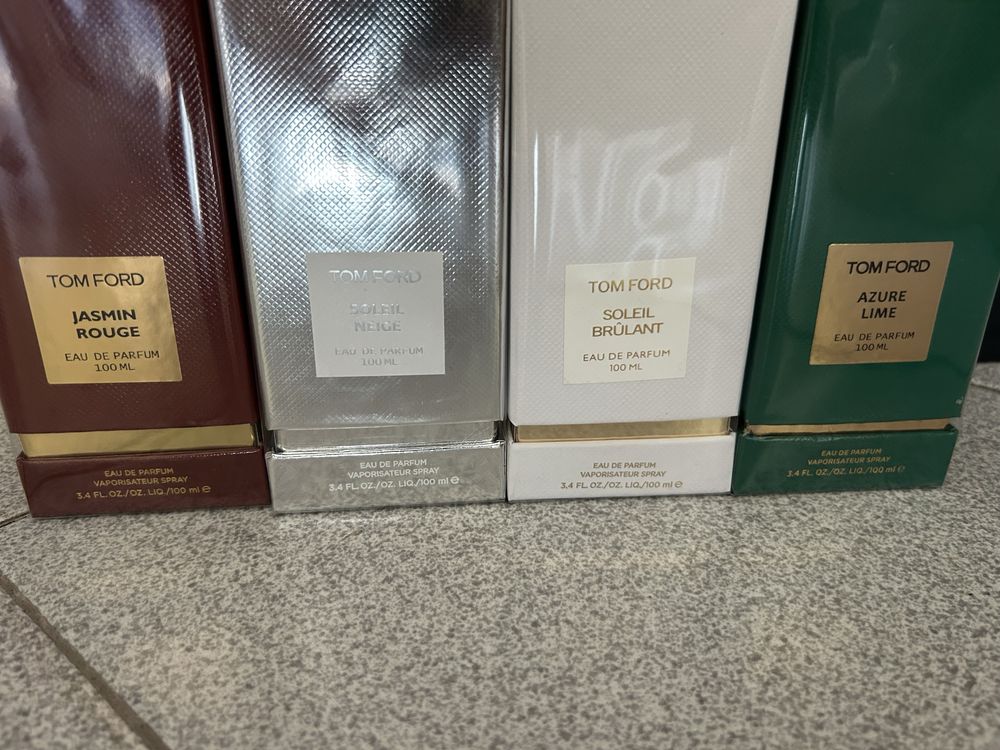 TOM FORD
JASMIN
ROUGE
EAU DE PARFUM
100 ML
EAU DE PARFUM
VAPORISATEUR SPRAY
3.4 FL. OZ./OZ. LIQ./100 ml ℮
TOM FORD
SOLEIL
NEIGE
EAU DE PARFUM
100 ML
EAU DE PARFUM
VAPORISATEUR SPRAY
3.4 FL. OZ./OZ. LIQ./100 ml ℮
TOM FORD
SOLEIL
BRÛLANT
EAU DE PARFUM
100 ML
EAU DE PARFUM
VAPORISATEUR SPRAY
3.4 FL. OZ./OZ. LIQ./100 ml ℮
TOM FORD
AZURE
LIME
EAU DE PARFUM
100 ML
EAU DE PARFUM
VAPORISATEUR SPRAY
3.4 FL. OZ./OZ. LIQ./100 ml ℮